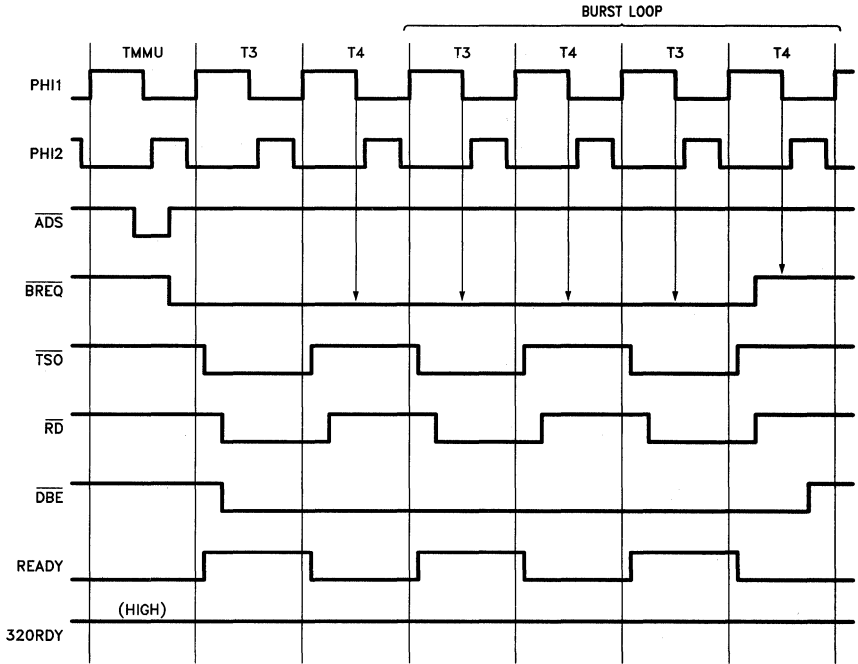 BURST LOOP
TMMU T3 T4 T3 T4 T3 T4
PHI1
PHI2
ADS
BREQ
TSO
RD
DBE
READY
(HIGH)
320RDY